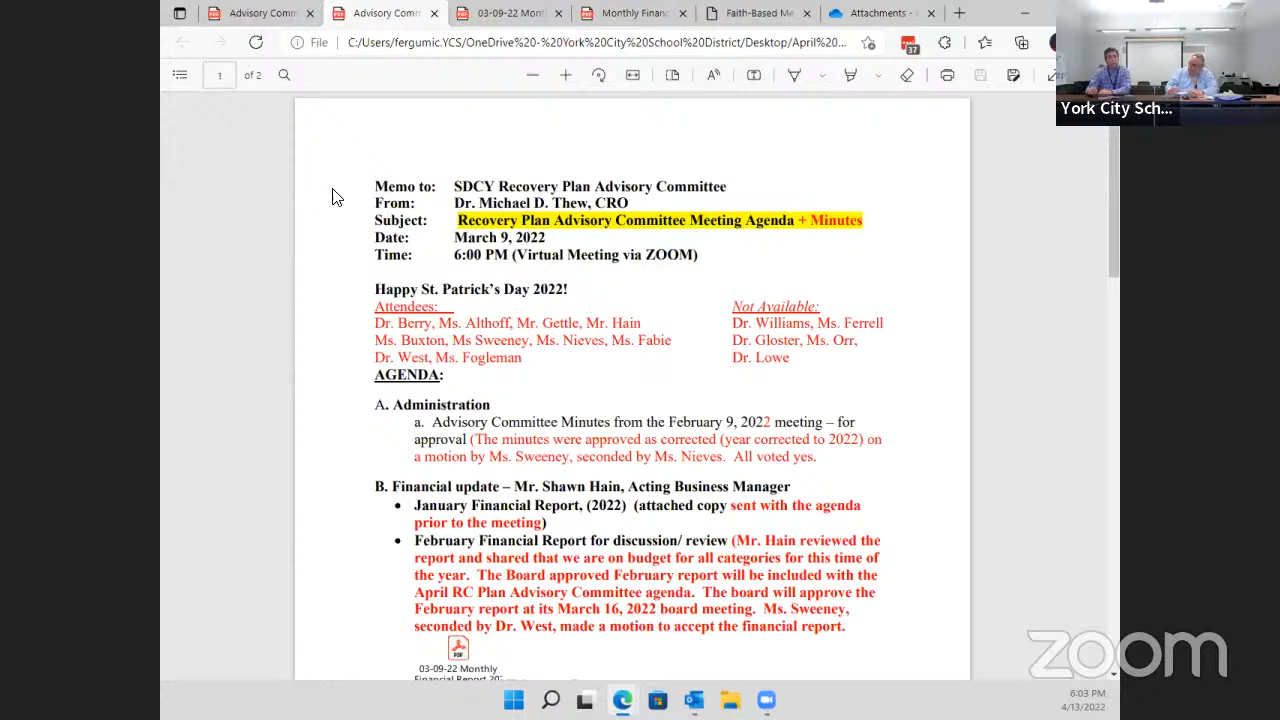 Advisory Comm
Advisory Comm
03-09-22 Month
Monthly Financ
Faith-Based Me
Attachments -
File
C:/Users/fergumic.YCS/OneDrive%20-%20York%20City%20School%20District/Desktop/April%20...
37
1 of 2
York City Sch...
Memo to: SDCY Recovery Plan Advisory Committee
From: Dr. Michael D. Thew, CRO
Subject: Recovery Plan Advisory Committee Meeting Agenda + Minutes
Date: March 9, 2022
Time: 6:00 PM (Virtual Meeting via ZOOM)
Happy St. Patrick's Day 2022!
Attendees: Not Available:
Dr. Berry, Ms. Althoff, Mr. Gettle, Mr. Hain Dr. Williams, Ms. Ferrell
Ms. Buxton, Ms Sweeney, Ms. Nieves, Ms. Fabie Dr. Gloster, Ms. Orr,
Dr. West, Ms. Fogleman Dr. Lowe
AGENDA:
A. Administration
a. Advisory Committee Minutes from the February 9, 2022 meeting – for
approval (The minutes were approved as corrected (year corrected to 2022) on
a motion by Ms. Sweeney, seconded by Ms. Nieves. All voted yes.
B. Financial update – Mr. Shawn Hain, Acting Business Manager
• January Financial Report, (2022) (attached copy sent with the agenda
prior to the meeting)
• February Financial Report for discussion/ review (Mr. Hain reviewed the
report and shared that we are on budget for all categories for this time of
the year. The Board approved February report will be included with the
April RC Plan Advisory Committee agenda. The board will approve the
February report at its March 16, 2022 board meeting. Ms. Sweeney,
seconded by Dr. West, made a motion to accept the financial report.
PDF
03-09-22 Monthly
Financial Report 20
zoom
6:03 PM
4/13/2022